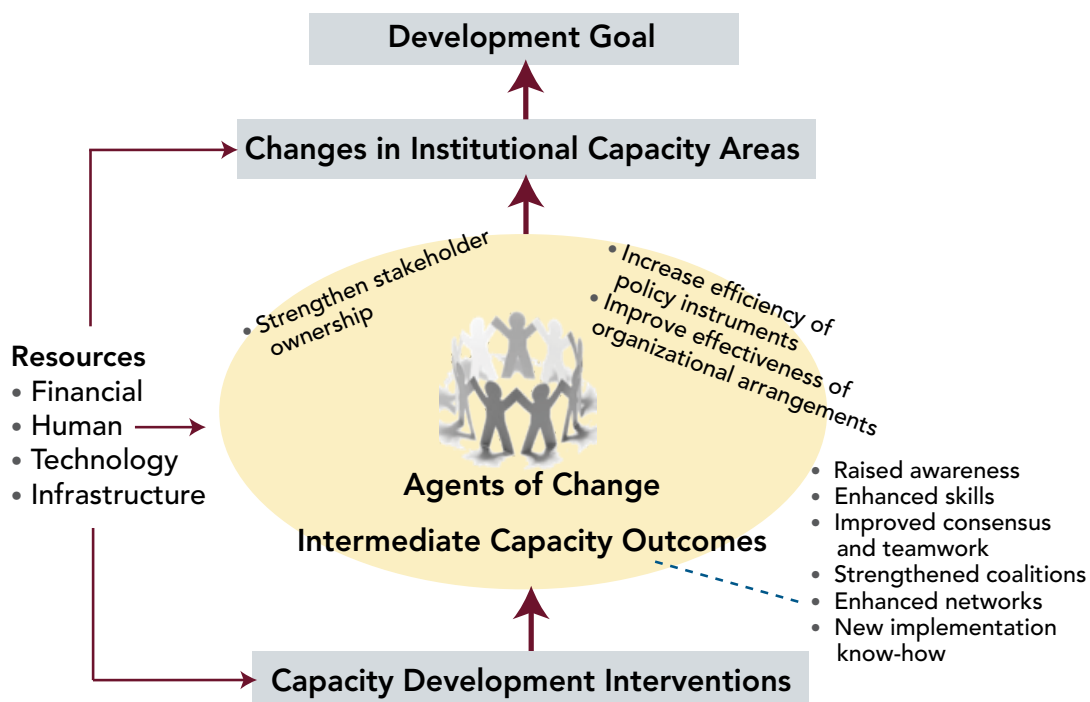 Development Goal
Changes in Institutional Capacity Areas
• Strengthen stakeholder
ownership
• Increase efficiency of
policy instruments
• Improve effectiveness of
organizational arrangements
Resources
• Financial
• Human
• Technology
• Infrastructure
Agents of Change
Intermediate Capacity Outcomes
• Raised awareness
• Enhanced skills
• Improved consensus
and teamwork
• Strengthened coalitions
• Enhanced networks
• New implementation
know-how
Capacity Development Interventions